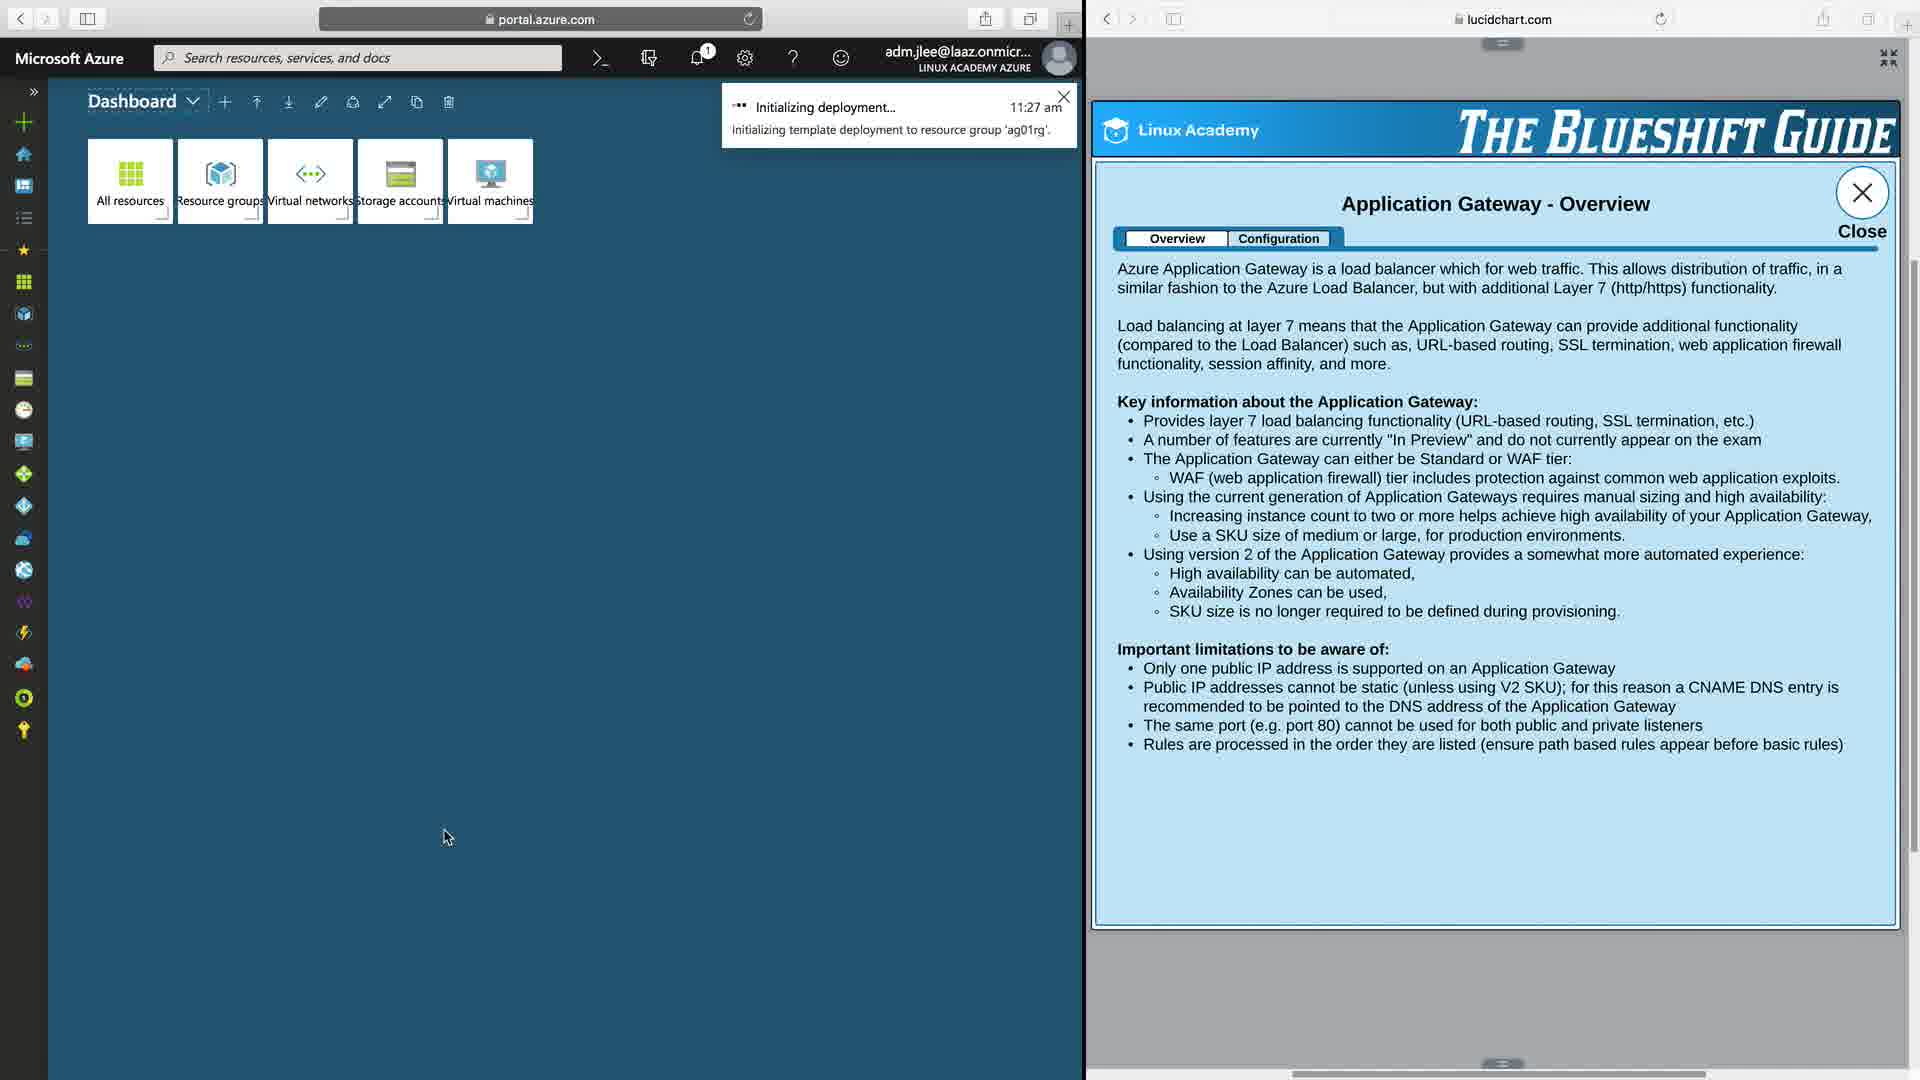 portal.azure.com
Microsoft Azure
Search resources, services, and docs
1
adm.jlee@laaz.onmicr...
LINUX ACADEMY AZURE
Dashboard
Initializing deployment...
11:27 am
Initializing template deployment to resource group 'ag01rg'.
All resources
Resource groups
Virtual networks
Storage accounts
Virtual machines
lucidchart.com
Linux Academy
THE BLUESHIFT GUIDE
Application Gateway - Overview
Close
Overview
Configuration
Azure Application Gateway is a load balancer which for web traffic. This allows distribution of traffic, in a
similar fashion to the Azure Load Balancer, but with additional Layer 7 (http/https) functionality.
Load balancing at layer 7 means that the Application Gateway can provide additional functionality
(compared to the Load Balancer) such as, URL-based routing, SSL termination, web application firewall
functionality, session affinity, and more.
Key information about the Application Gateway:
• Provides layer 7 load balancing functionality (URL-based routing, SSL termination, etc.)
• A number of features are currently "In Preview" and do not currently appear on the exam
• The Application Gateway can either be Standard or WAF tier:
◦ WAF (web application firewall) tier includes protection against common web application exploits.
• Using the current generation of Application Gateways requires manual sizing and high availability:
◦ Increasing instance count to two or more helps achieve high availability of your Application Gateway,
◦ Use a SKU size of medium or large, for production environments.
• Using version 2 of the Application Gateway provides a somewhat more automated experience:
◦ High availability can be automated,
◦ Availability Zones can be used,
◦ SKU size is no longer required to be defined during provisioning.
Important limitations to be aware of:
• Only one public IP address is supported on an Application Gateway
• Public IP addresses cannot be static (unless using V2 SKU); for this reason a CNAME DNS entry is
recommended to be pointed to the DNS address of the Application Gateway
• The same port (e.g. port 80) cannot be used for both public and private listeners
• Rules are processed in the order they are listed (ensure path based rules appear before basic rules)